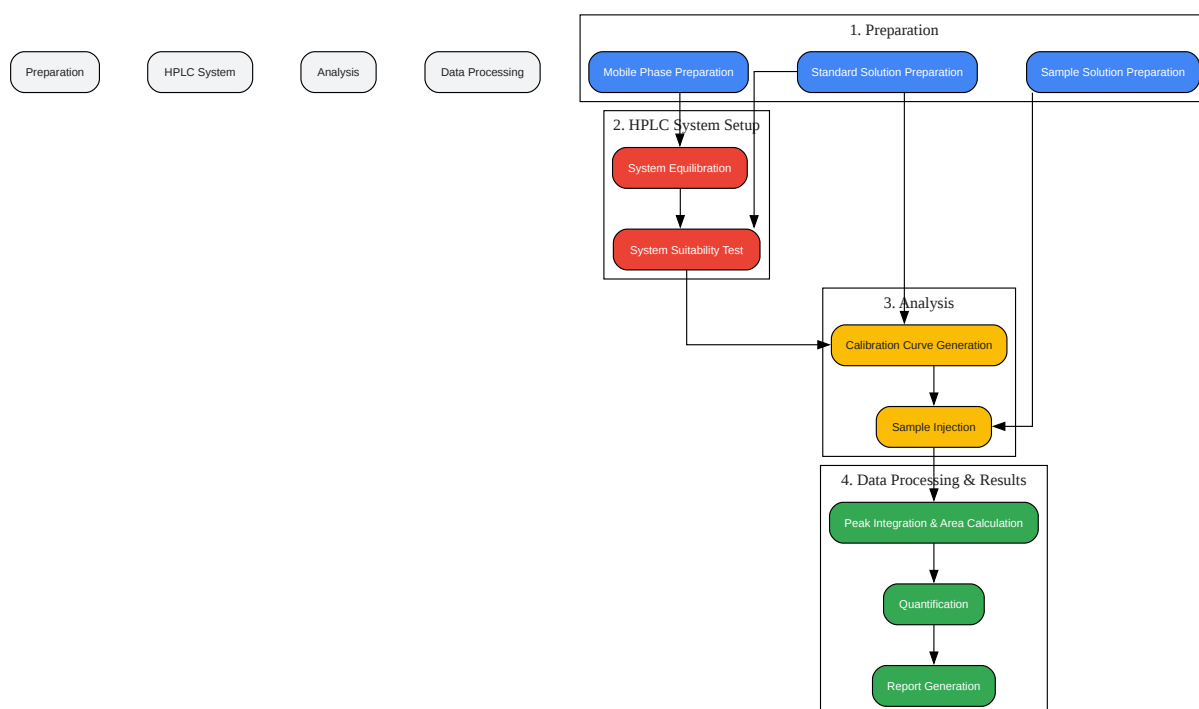 1. Preparation
Preparation
HPLC System
Analysis
Data Processing
Mobile Phase Preparation
Standard Solution Preparation
Sample Solution Preparation
2. HPLC System Setup
System Equilibration
System Suitability Test
3. Analysis
Calibration Curve Generation
Sample Injection
4. Data Processing & Results
Peak Integration & Area Calculation
Quantification
Report Generation